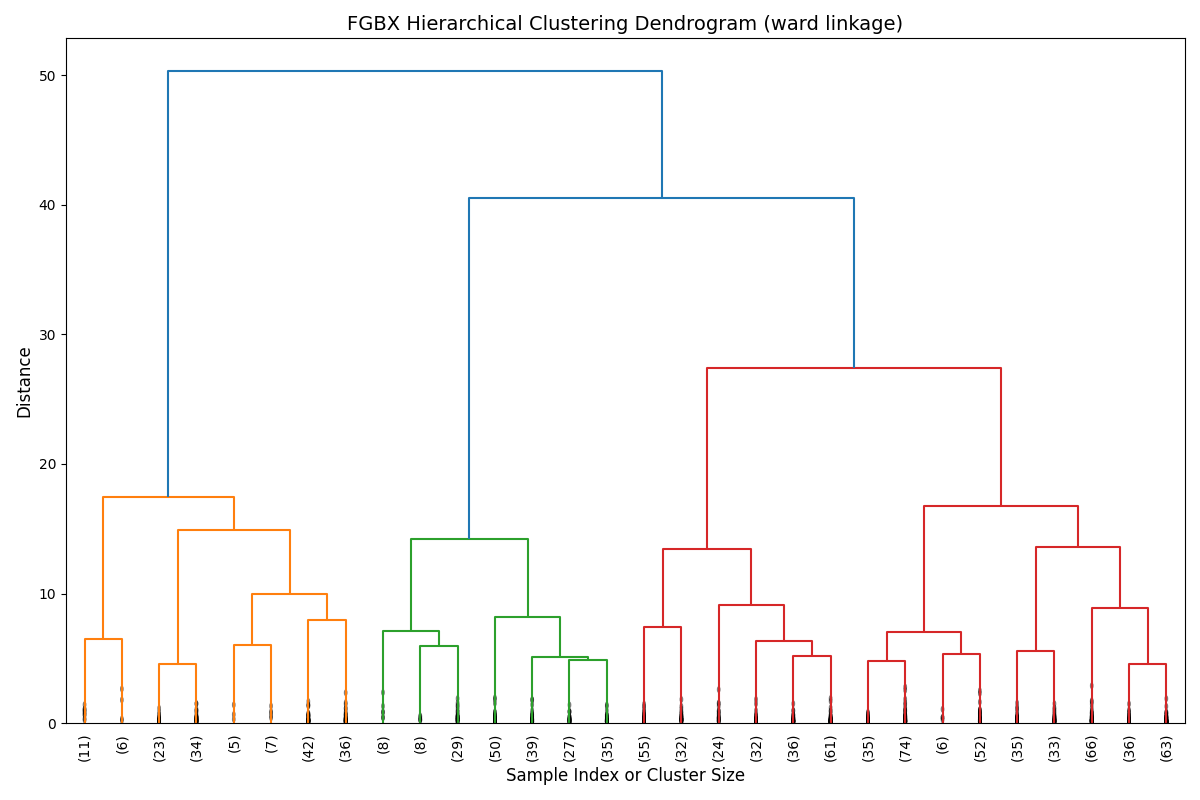 FGBX Hierarchical Clustering Dendrogram (ward linkage)
50
40
30
20
10
0
Distance
(11) (6) (23) (34) (5) (7) (42) (36) (8) (8) (29) (50) (39) (27) (35) (55) (32) (24) (32) (36) (61) (35) (74) (6) (52) (35) (33) (66) (36) (63)
Sample Index or Cluster Size